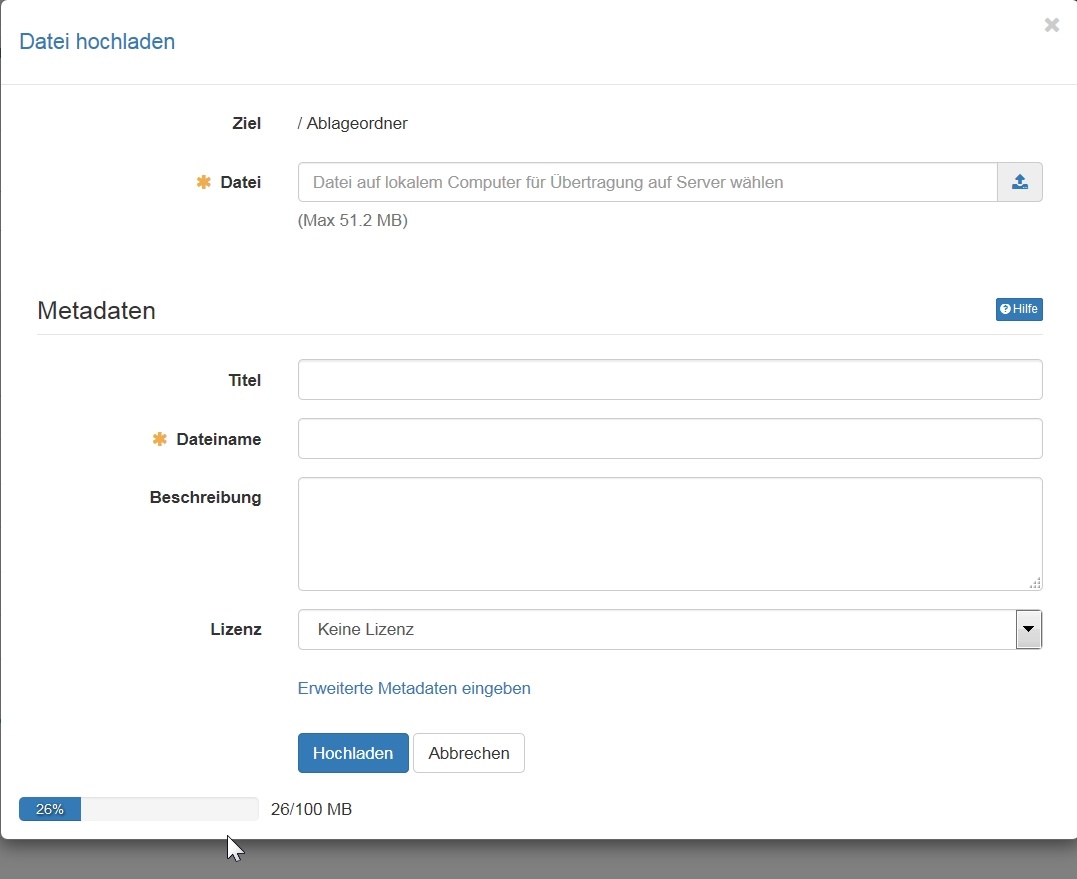 Datei hochladen
×
Ziel / Ablageordner
✱ Datei Datei auf lokalem Computer für Übertragung auf Server wählen
(Max 51.2 MB)
Metadaten Hilfe
Titel
✱ Dateiname
Beschreibung
Lizenz Keine Lizenz
Erweiterte Metadaten eingeben
Hochladen Abbrechen
26% 26/100 MB